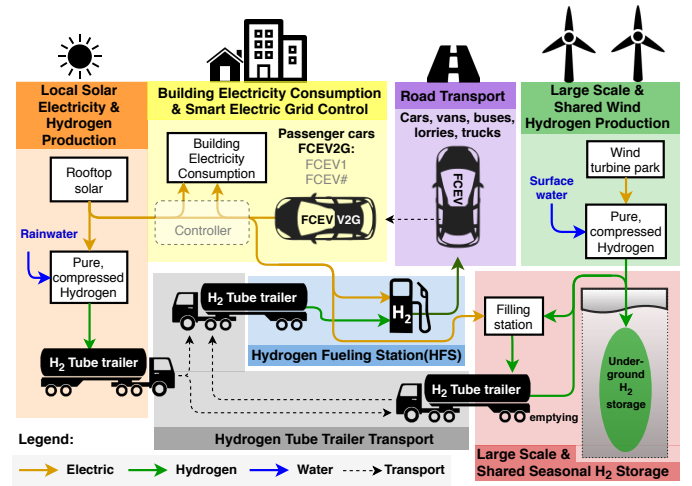 Local Solar
Electricity &
Hydrogen
Production
Building Electricity Consumption
& Smart Electric Grid Control
Road Transport
Large Scale &
Shared Wind
Hydrogen Production
Rooftop
solar
Rainwater
Pure,
compressed
Hydrogen
Building
Electricity
Consumption
Passenger cars
FCEV2G:
FCEV1
FCEV#
Controller
FCEV V2G
Cars, vans, buses,
lorries, trucks
FCEV
Wind
turbine park
Surface
water
Pure,
compressed
Hydrogen
H2 Tube trailer
H2
Hydrogen Fueling Station(HFS)
Filling
station
Under-
ground
H2
storage
H2 Tube trailer
H2 Tube trailer
emptying
Hydrogen Tube Trailer Transport
Large Scale &
Shared Seasonal H2 Storage
Legend:
Electric
Hydrogen
Water
Transport